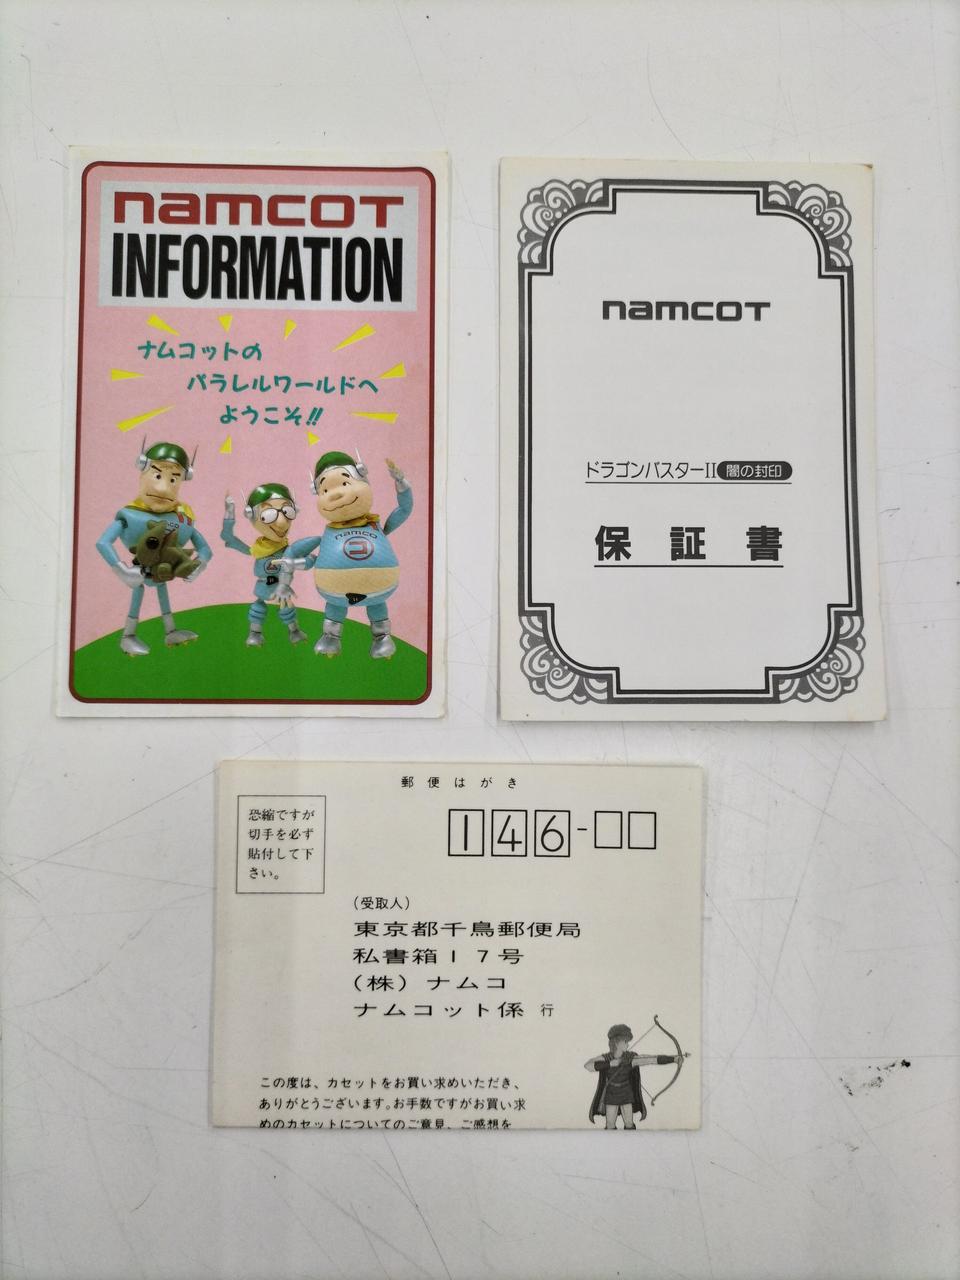 namcoT
INFORMATION
ナムコットの
パラレルワールドへ
ようこそ!!
namco
コ
namcoT
ドラゴンバスターII 闇の封印
保証書
郵便はがき
恐縮ですが
切手を必ず
貼付して下
さい。
146-
(受取人)
東京都千鳥郵便局
私書箱17号
(株)ナムコ
ナムコット係 行
この度は、カセットをお買い求めいただき、
ありがとうございます。お手数ですがお買い求
めのカセットについてのご意見、ご感想を